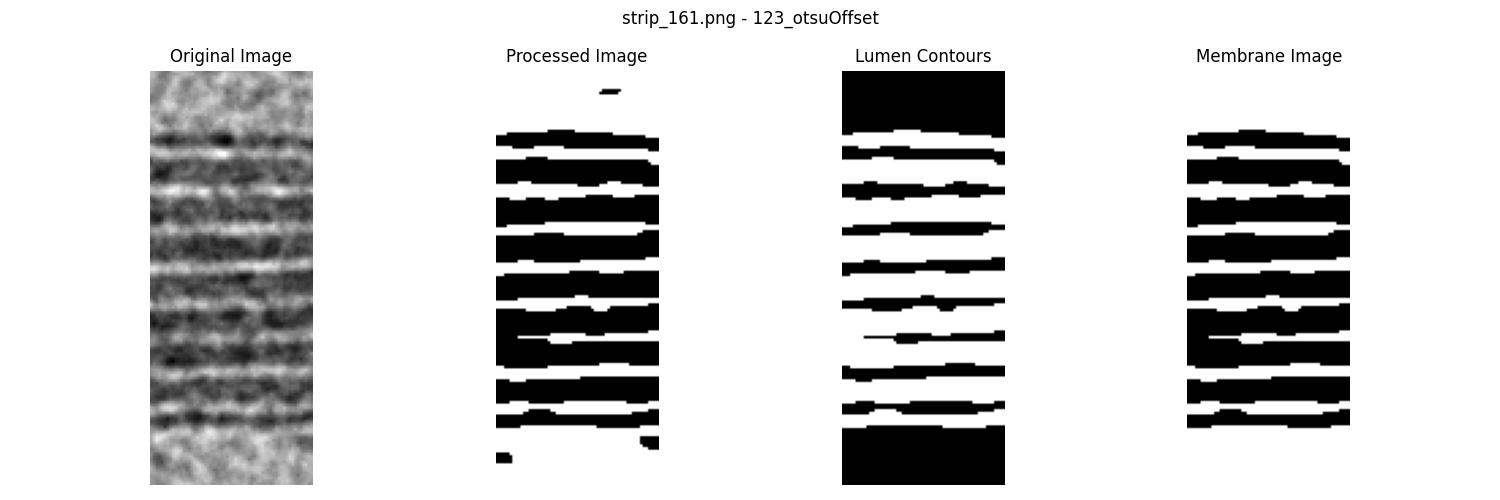 strip_161.png - 123_otsuOffset
Original Image
Processed Image
Lumen Contours
Membrane Image